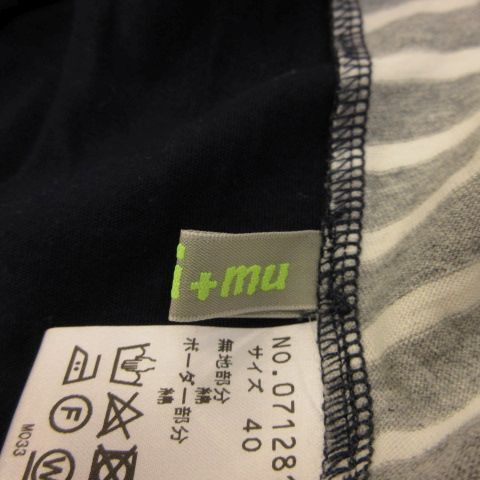 i+mu
NO.07128
サイズ 40
無地部分
綿
ボーダー部分
綿
F
W
M033